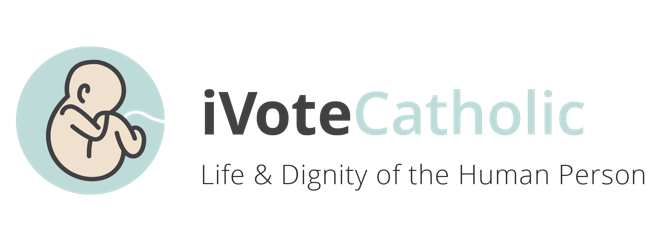 iVoteCatholic
Life & Dignity of the Human Person